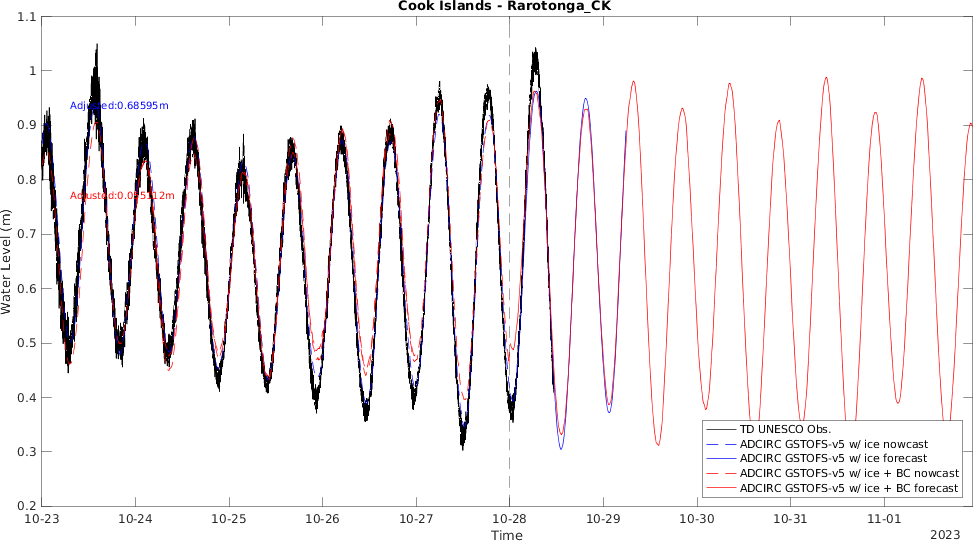 Cook Islands - Rarotonga_CK
1.1
1
0.9
0.8
0.7
0.6
0.5
0.4
0.3
0.2
Water Level (m)
Adjusted:0.68595m
10-23
10-24
10-25
10-26
10-27
10-28
10-29
10-30
10-31
11-01
Time
2023
TD UNESCO Obs.
ADCIRC GSTOFS-v5 w/ ice nowcast
ADCIRC GSTOFS-v5 w/ ice forecast
ADCIRC GSTOFS-v5 w/ ice + BC nowcast
ADCIRC GSTOFS-v5 w/ ice + BC forecast